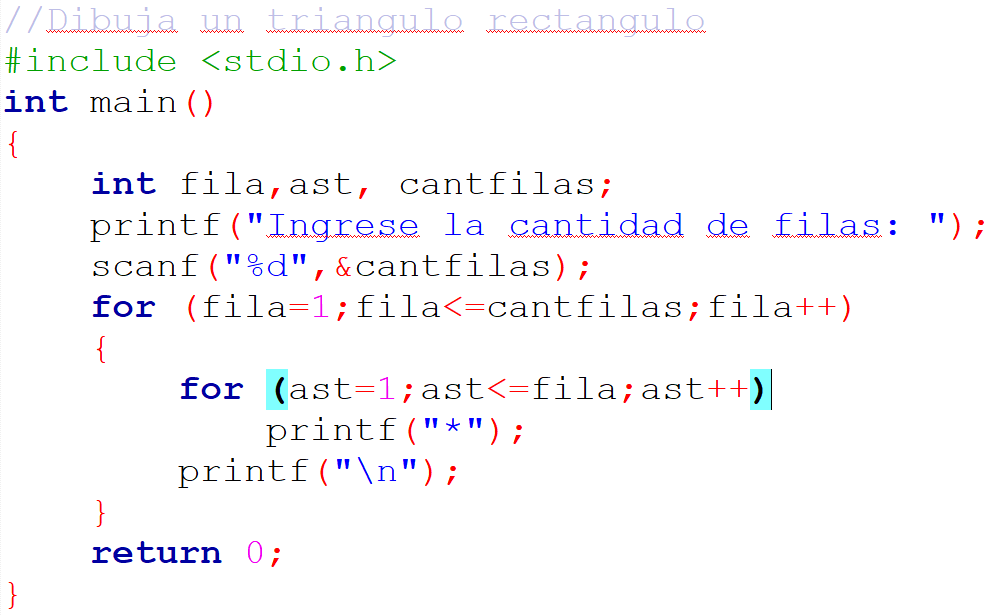 //Dibuja un triangulo rectangulo
#include <stdio.h>
int main()
{
    int fila,ast, cantfilas;
    printf("Ingrese la cantidad de filas: ");
    scanf("%d",&cantfilas);
    for (fila=1;fila<=cantfilas;fila++)
    {
        for (ast=1;ast<=fila;ast++)
            printf("*");
        printf("\n");
    }
    return 0;
}